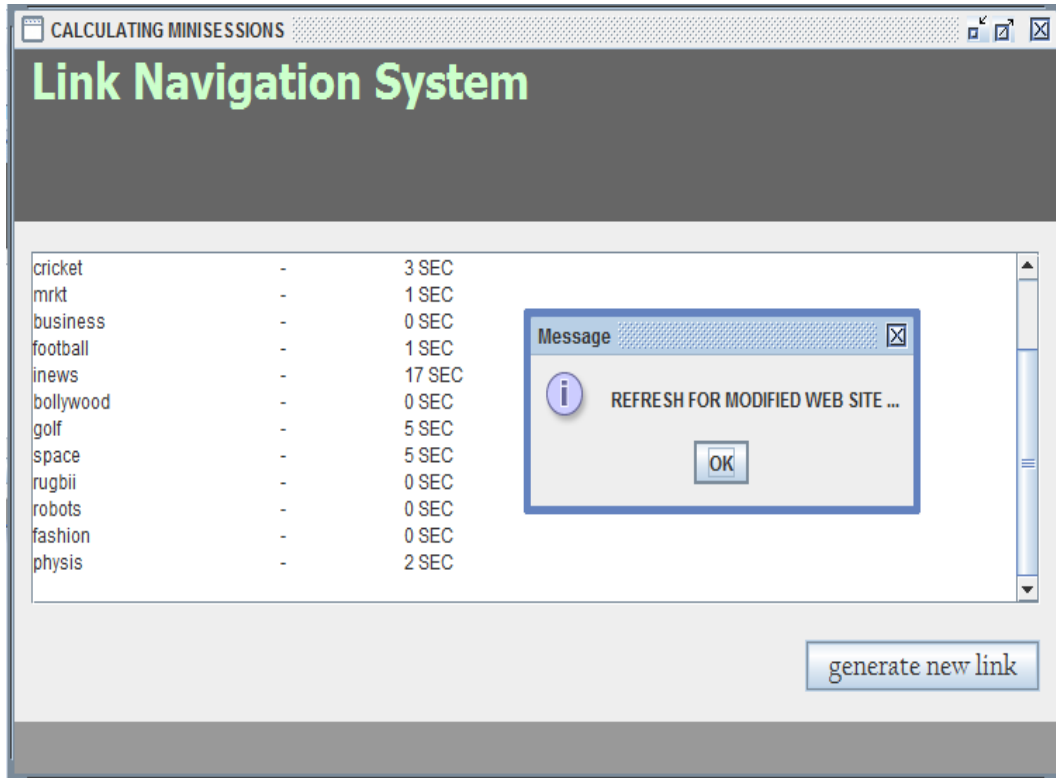 CALCULATING MINISESSIONS
Link Navigation System
cricket - 3 SEC
mrkt - 1 SEC
business - 0 SEC
football - 1 SEC
inews - 17 SEC
bollywood - 0 SEC
golf - 5 SEC
space - 5 SEC
rugbii - 0 SEC
robots - 0 SEC
fashion - 0 SEC
physis - 2 SEC
Message
i REFRESH FOR MODIFIED WEB SITE ...
OK
generate new link